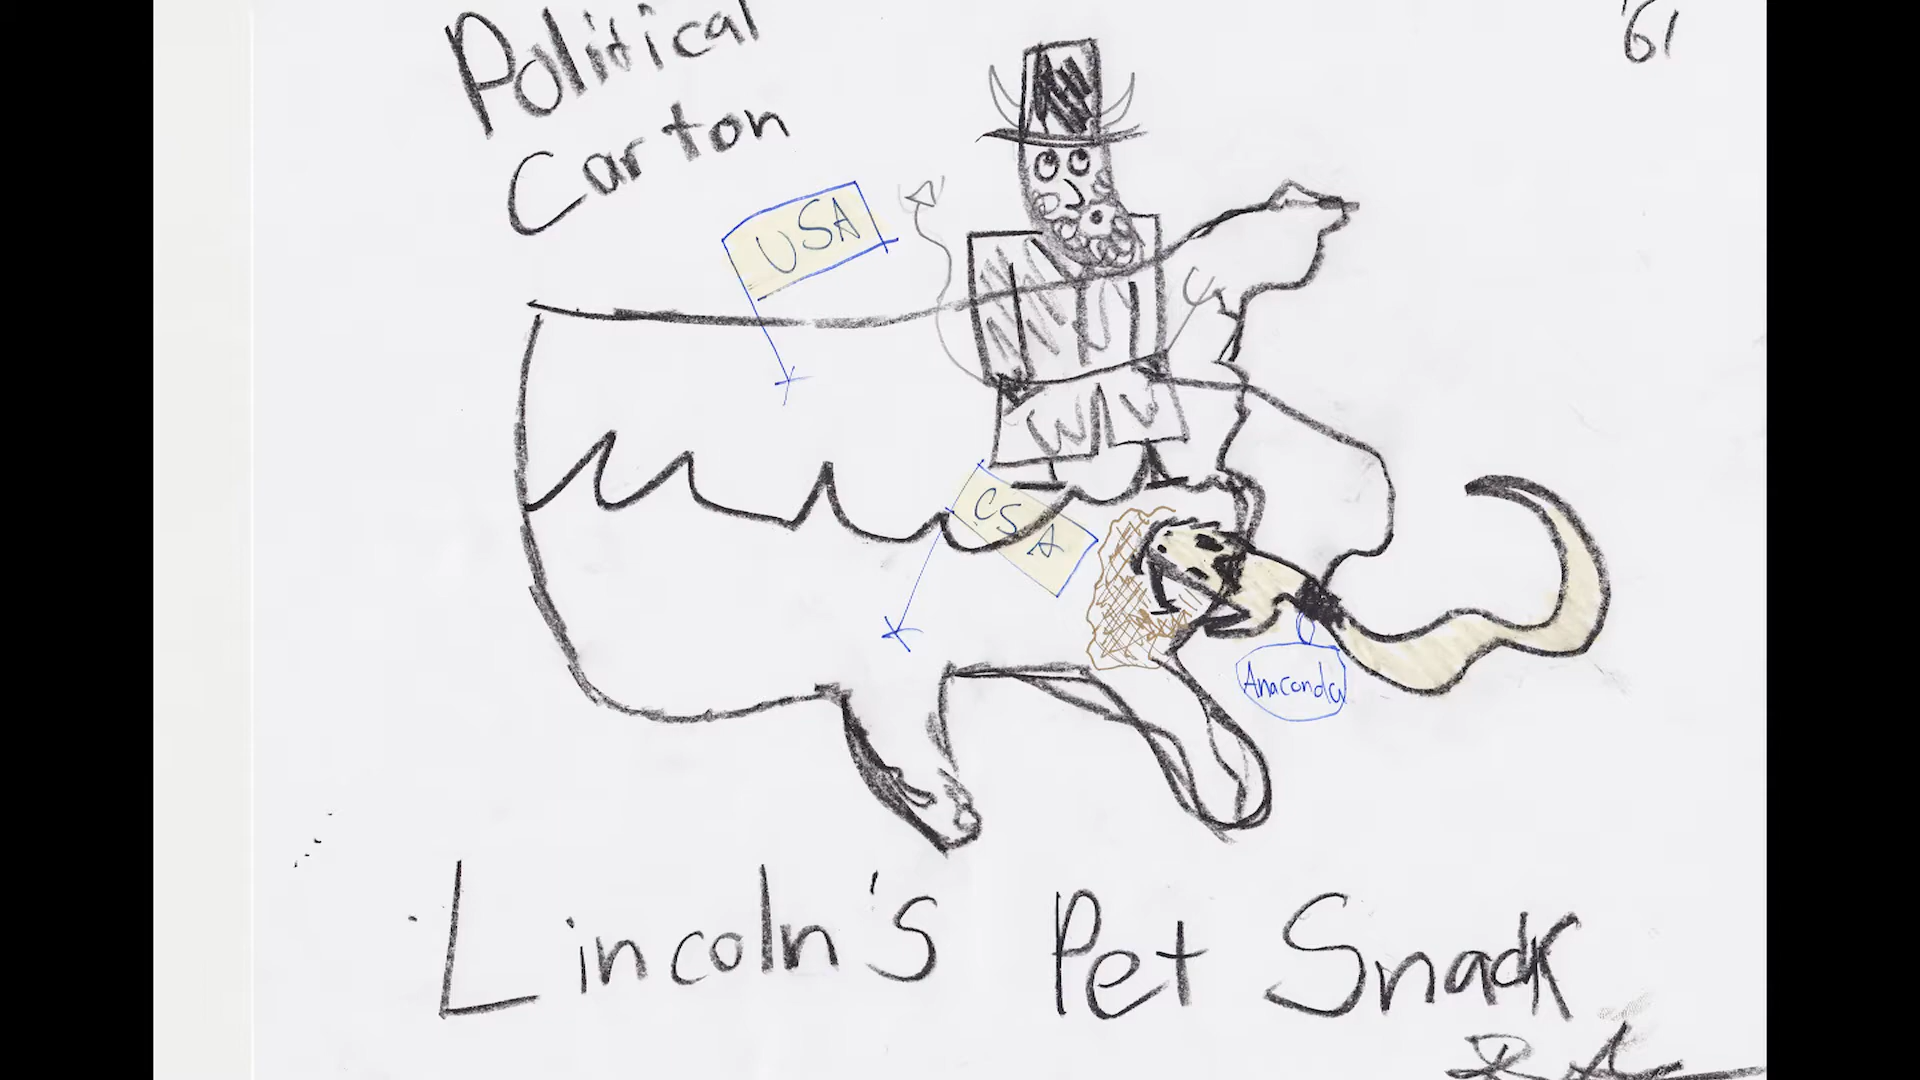 Political
Carton
'61
USA
CSA
Anaconda
Lincoln's Pet Snack